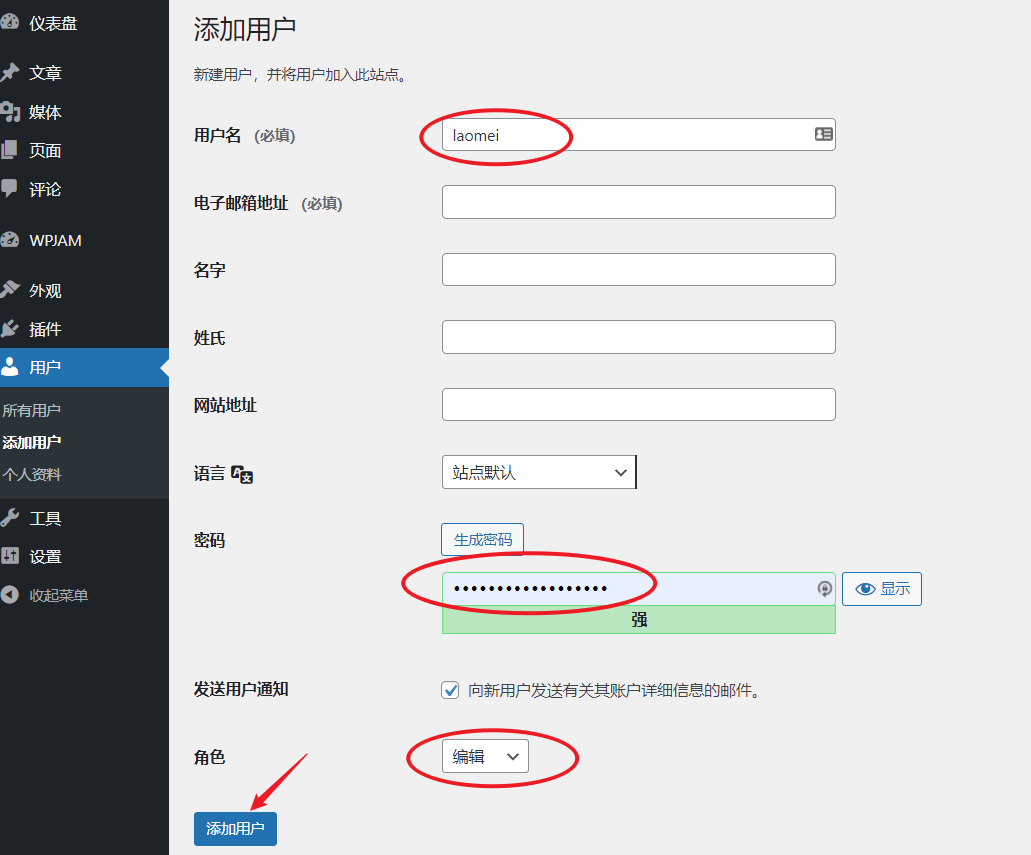 仪表盘
文章
媒体
页面
评论
WPJAM
外观
插件
用户
所有用户
添加用户
个人资料
工具
设置
收起菜单
添加用户
新建用户，并将用户加入此站点。
用户名 (必填)
laomei
电子邮箱地址 (必填)
名字
姓氏
网站地址
语言
站点默认
密码
生成密码
••••••••••••••••••
显示
强
发送用户通知
向新用户发送有关其账户详细信息的邮件。
角色
编辑
添加用户